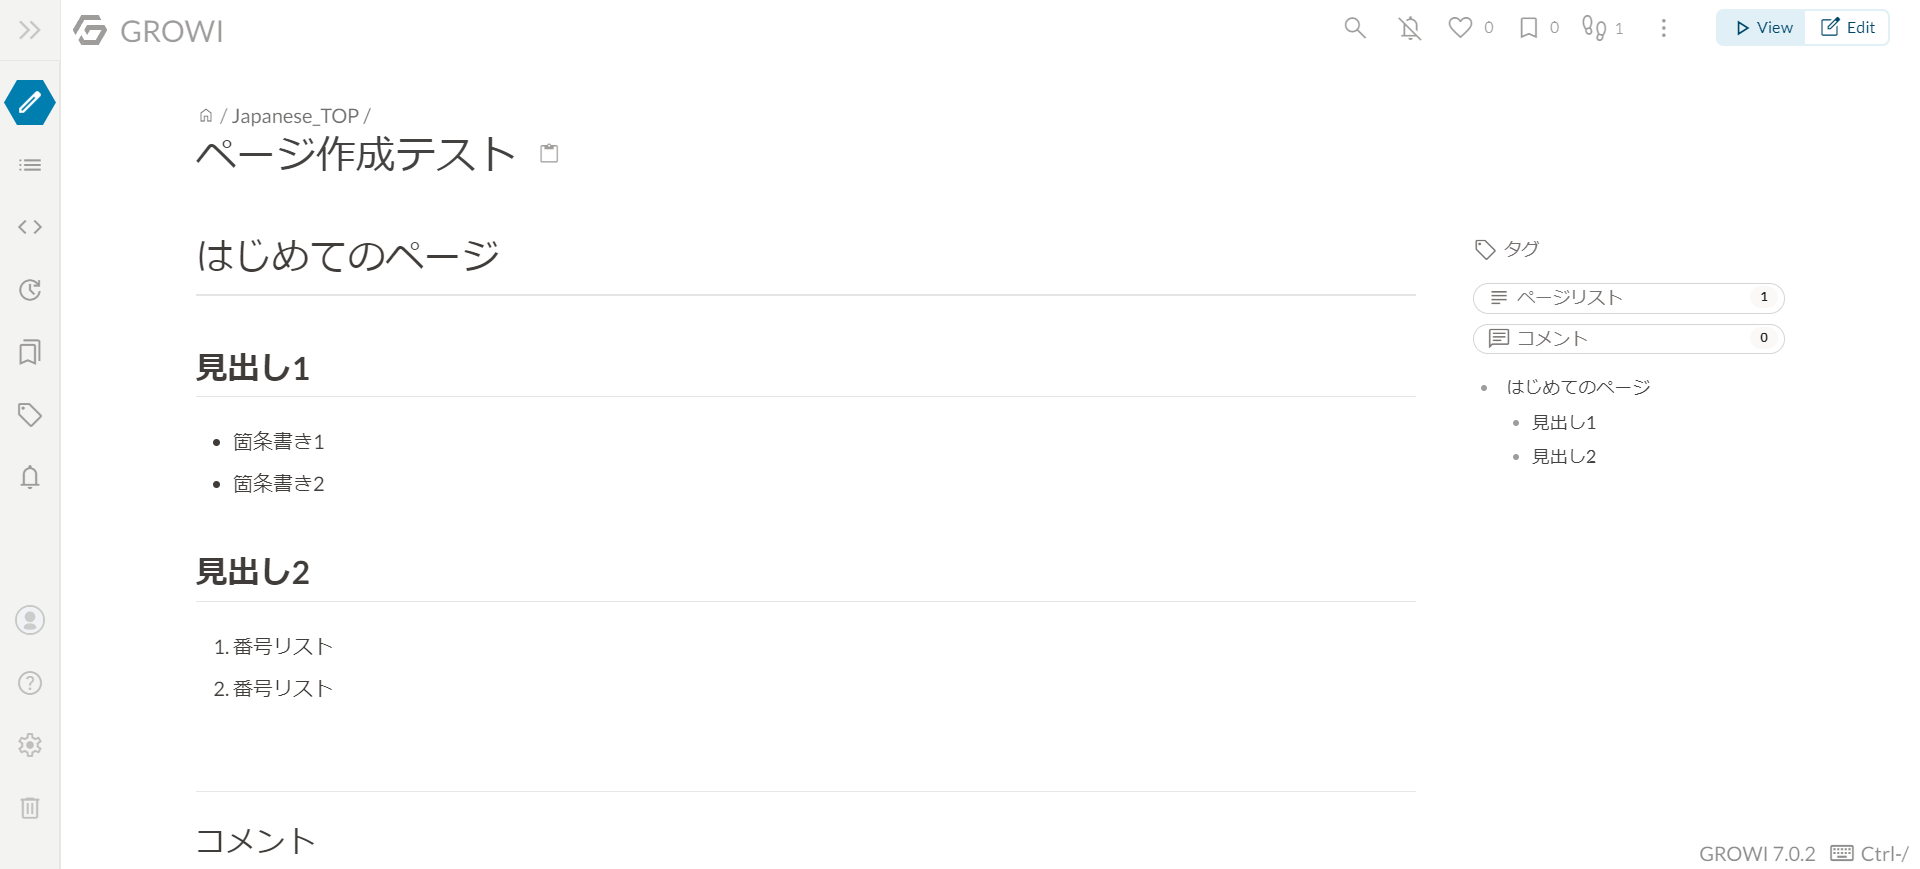 GROWI
0
0
1
View
Edit
/ Japanese_TOP /
ページ作成テスト
はじめてのページ
見出し1
• 箇条書き1
• 箇条書き2
見出し2
1. 番号リスト
2. 番号リスト
コメント
タグ
ページリスト 1
コメント 0
• はじめてのページ
• 見出し1
• 見出し2
GROWI 7.0.2 Ctrl-/